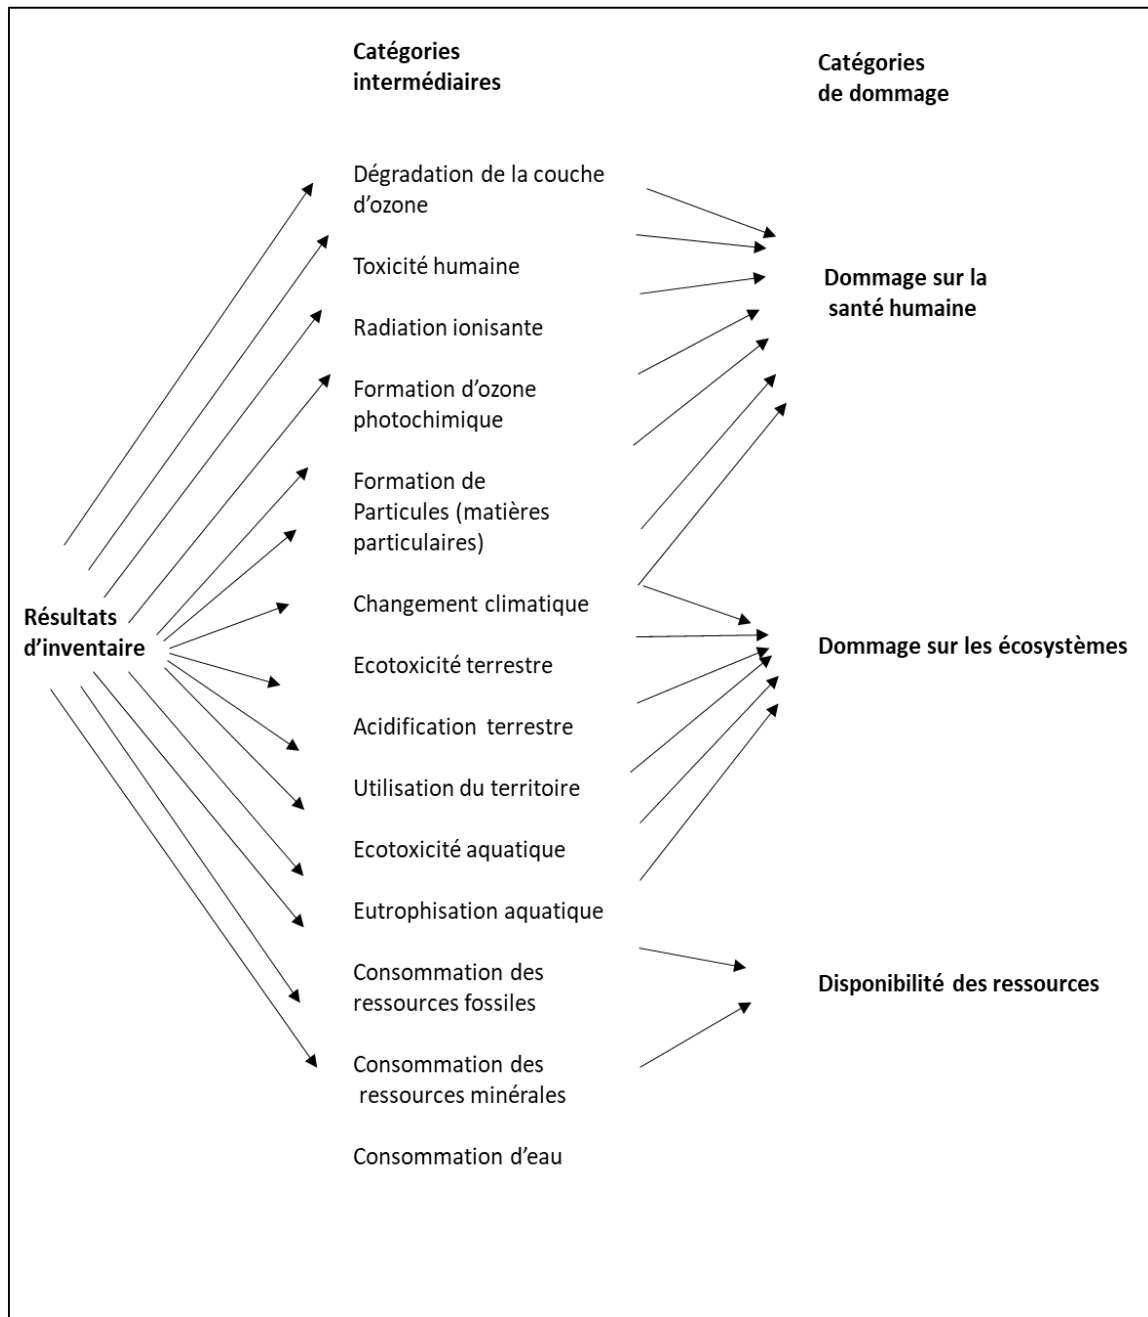 Catégories
intermédiaires
Catégories
de dommage
Dégradation de la couche
d'ozone
Toxicité humaine
Radiation ionisante
Formation d'ozone
photochimique
Formation de
Particules (matières
particulaires)
Changement climatique
Ecotoxicité terrestre
Acidification terrestre
Utilisation du territoire
Ecotoxicité aquatique
Eutrophisation aquatique
Consommation des
ressources fossiles
Consommation des
ressources minérales
Consommation d'eau
Résultats
d'inventaire
Dommage sur la
santé humaine
Dommage sur les écosystèmes
Disponibilité des ressources